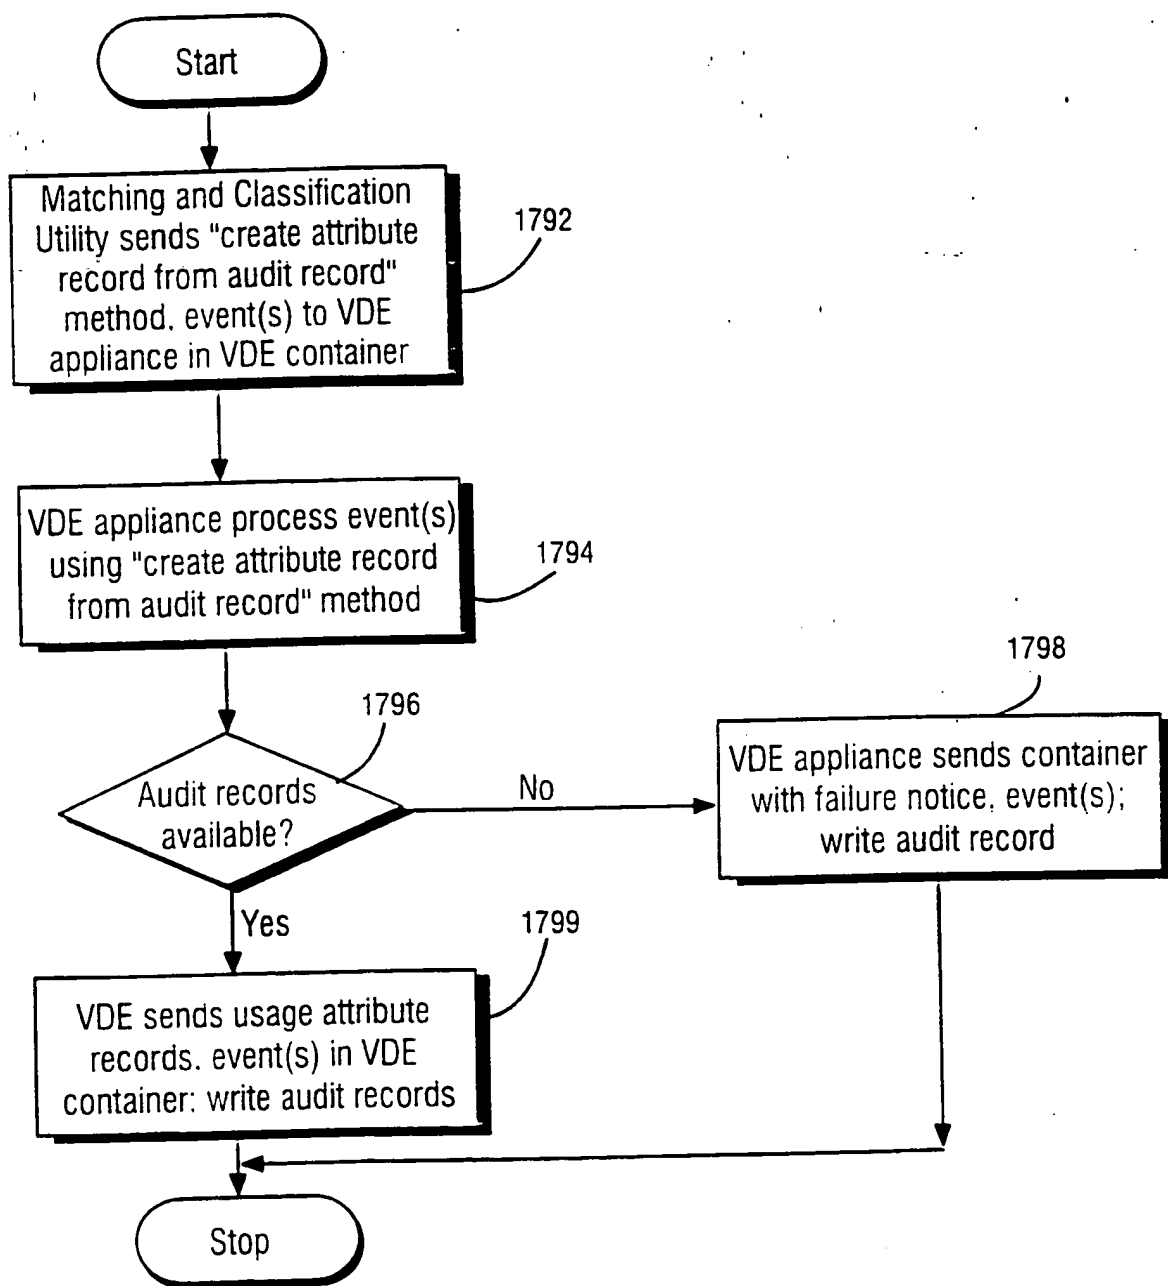 Start
Matching and Classification
Utility sends "create attribute
record from audit record"
method, event(s) to VDE
appliance in VDE container
1792
VDE appliance process event(s)
using "create attribute record
from audit record" method
1794
1796
Audit records
available?
No
1798
VDE appliance sends container
with failure notice, event(s);
write audit record
Yes
1799
VDE sends usage attribute
records, event(s) in VDE
container; write audit records
Stop